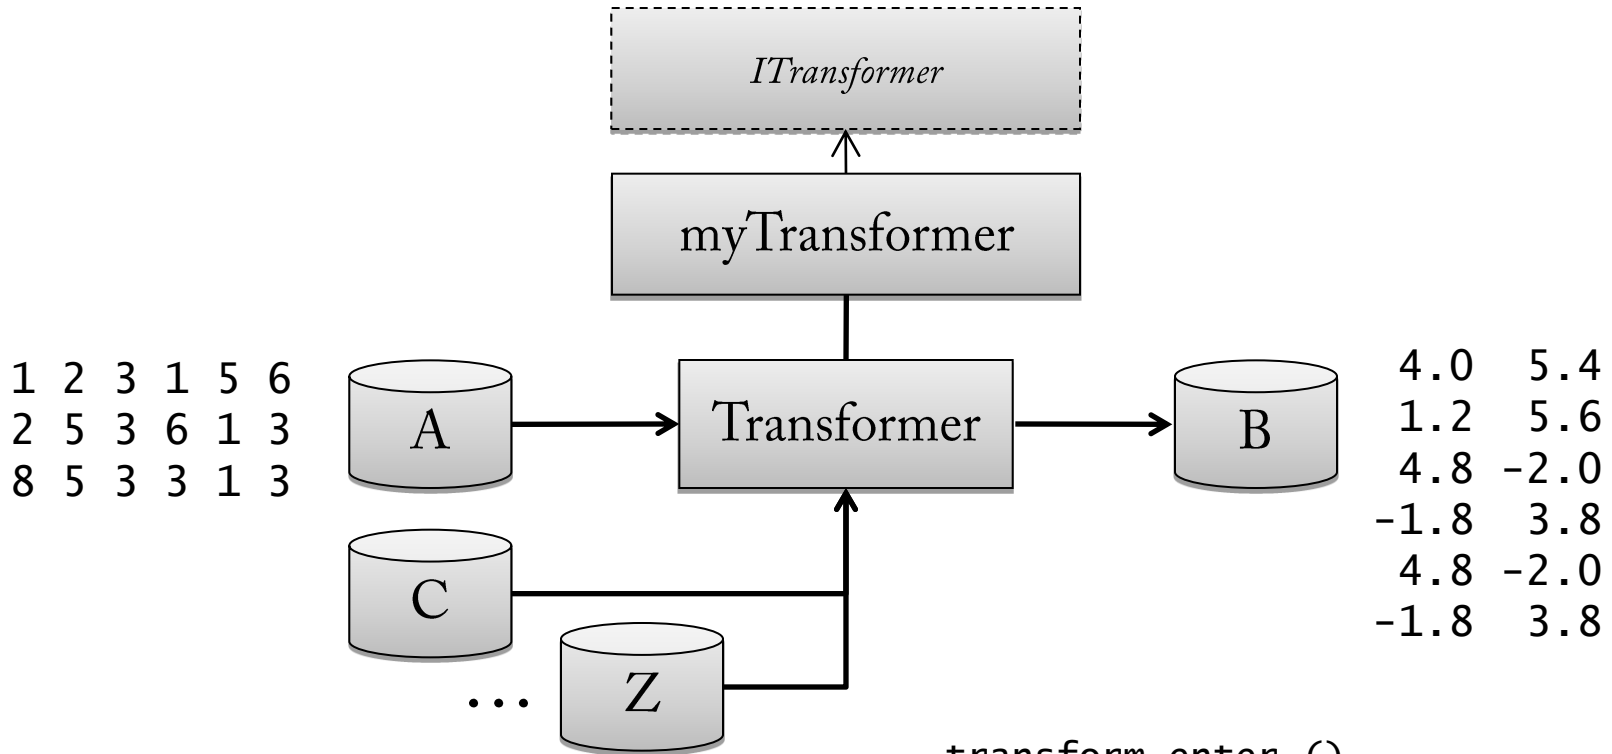 ITransformer
myTransformer
1 2 3 1 5 6
2 5 3 6 1 3
8 5 3 3 1 3
A
Transformer
B
4.0 5.4
1.2 5.6
4.8 -2.0
-1.8 3.8
4.8 -2.0
-1.8 3.8
C
... Z
transform enter ()